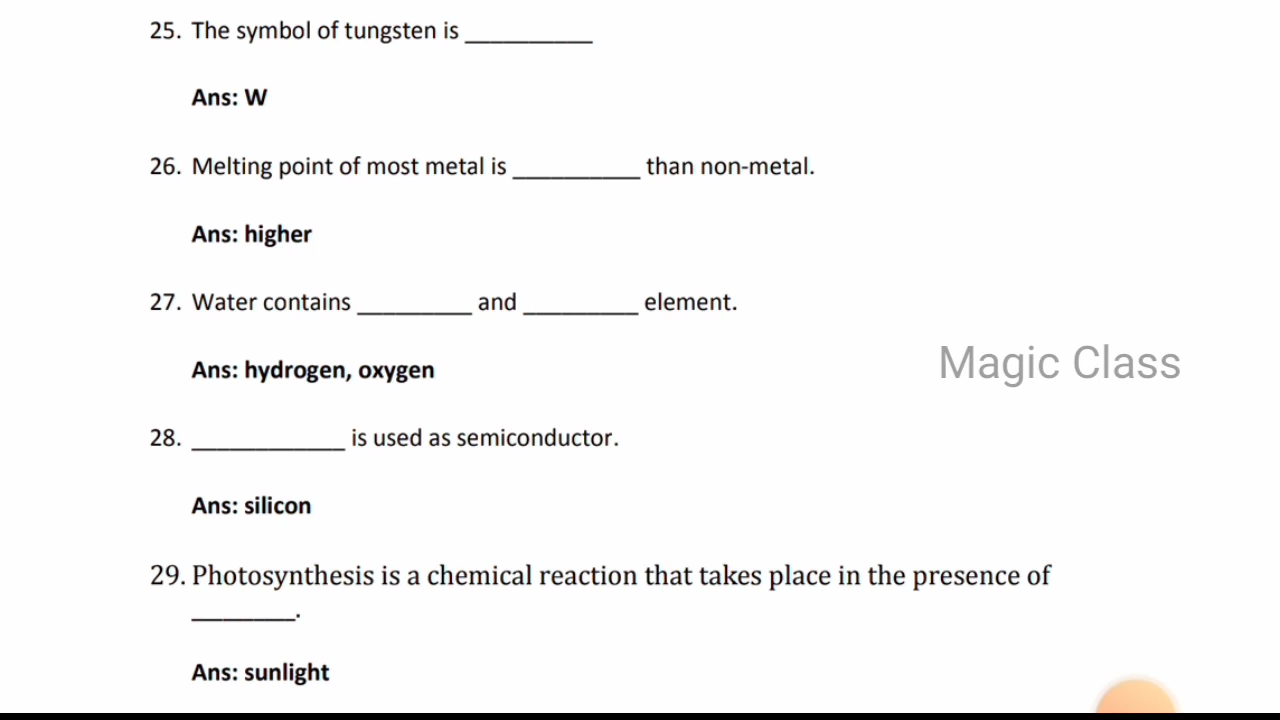 25. The symbol of tungsten is __________
Ans: W
26. Melting point of most metal is __________ than non-metal.
Ans: higher
27. Water contains _________ and _________ element.
Ans: hydrogen, oxygen
Magic Class
28. ____________ is used as semiconductor.
Ans: silicon
29. Photosynthesis is a chemical reaction that takes place in the presence of
________.
Ans: sunlight